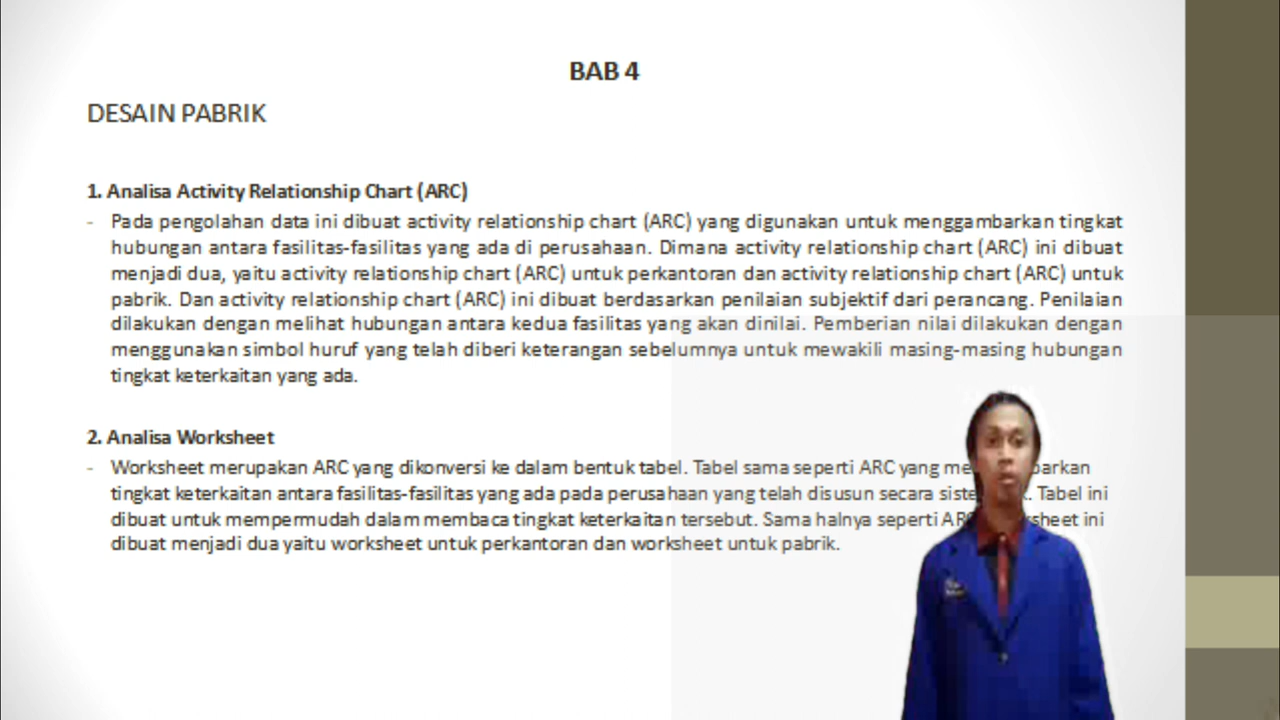 BAB 4
DESAIN PABRIK
1. Analisa Activity Relationship Chart (ARC)
- Pada pengolahan data ini dibuat activity relationship chart (ARC) yang digunakan untuk menggambarkan tingkat
hubungan antara fasilitas-fasilitas yang ada di perusahaan. Dimana activity relationship chart (ARC) ini dibuat
menjadi dua, yaitu activity relationship chart (ARC) untuk perkantoran dan activity relationship chart (ARC) untuk
pabrik. Dan activity relationship chart (ARC) ini dibuat berdasarkan penilaian subjektif dari perancang. Penilaian
dilakukan dengan melihat hubungan antara kedua fasilitas yang akan dinilai. Pemberian nilai dilakukan dengan
menggunakan simbol huruf yang telah diberi keterangan sebelumnya untuk mewakili masing-masing hubungan
tingkat keterkaitan yang ada.
2. Analisa Worksheet
- Worksheet merupakan ARC yang dikonversi ke dalam bentuk tabel. Tabel sama seperti ARC yang
tingkat keterkaitan antara fasilitas-fasilitas yang ada pada perusahaan yang telah disusun secara Tabel ini
dibuat untuk mempermudah dalam membaca tingkat keterkaitan tersebut. Sama halnya seperti ini
dibuat menjadi dua yaitu worksheet untuk perkantoran dan worksheet untuk pabrik.